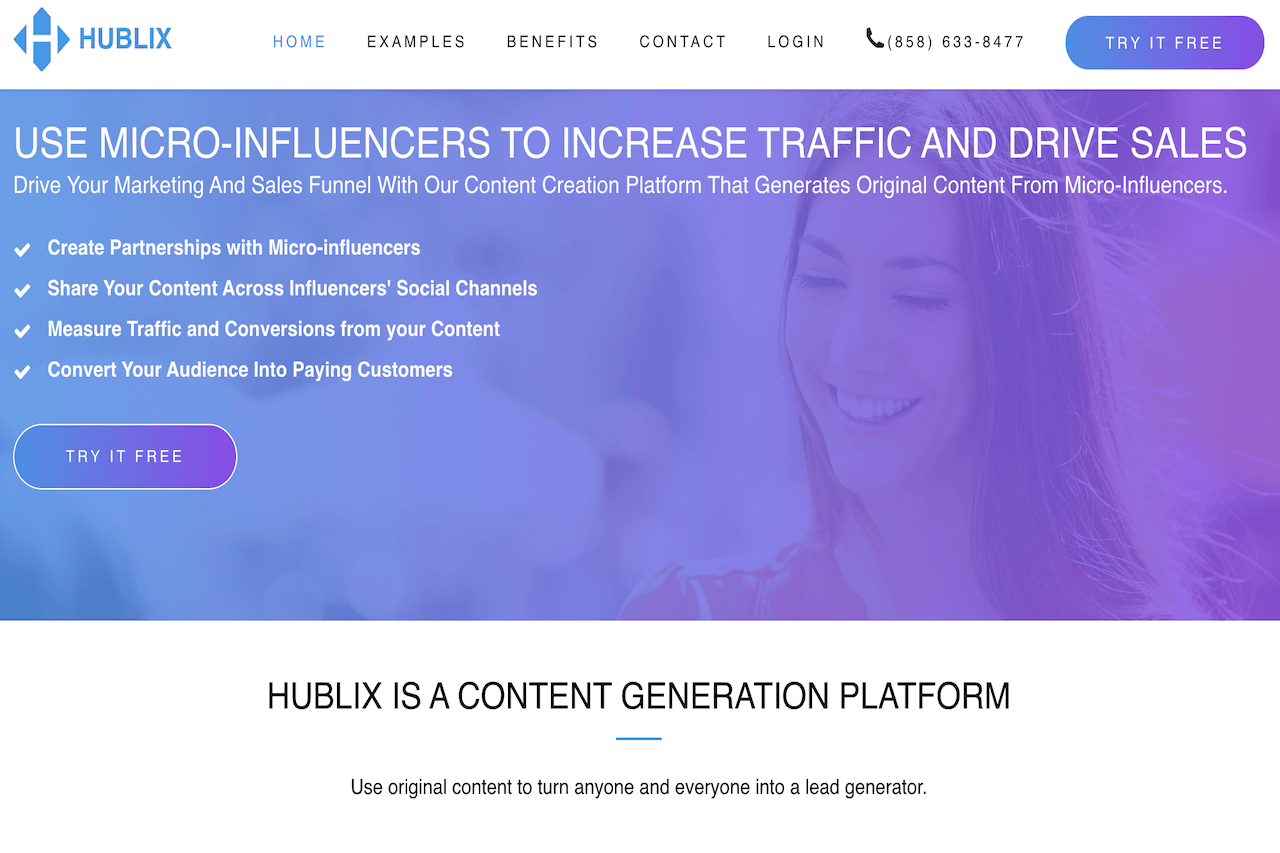 HUBLIX
HOME EXAMPLES BENEFITS CONTACT LOGIN (858) 633-8477 TRY IT FREE
USE MICRO-INFLUENCERS TO INCREASE TRAFFIC AND DRIVE SALES
Drive Your Marketing And Sales Funnel With Our Content Creation Platform That Generates Original Content From Micro-Influencers.
Create Partnerships with Micro-influencers
Share Your Content Across Influencers' Social Channels
Measure Traffic and Conversions from your Content
Convert Your Audience Into Paying Customers
TRY IT FREE
HUBLIX IS A CONTENT GENERATION PLATFORM
Use original content to turn anyone and everyone into a lead generator.